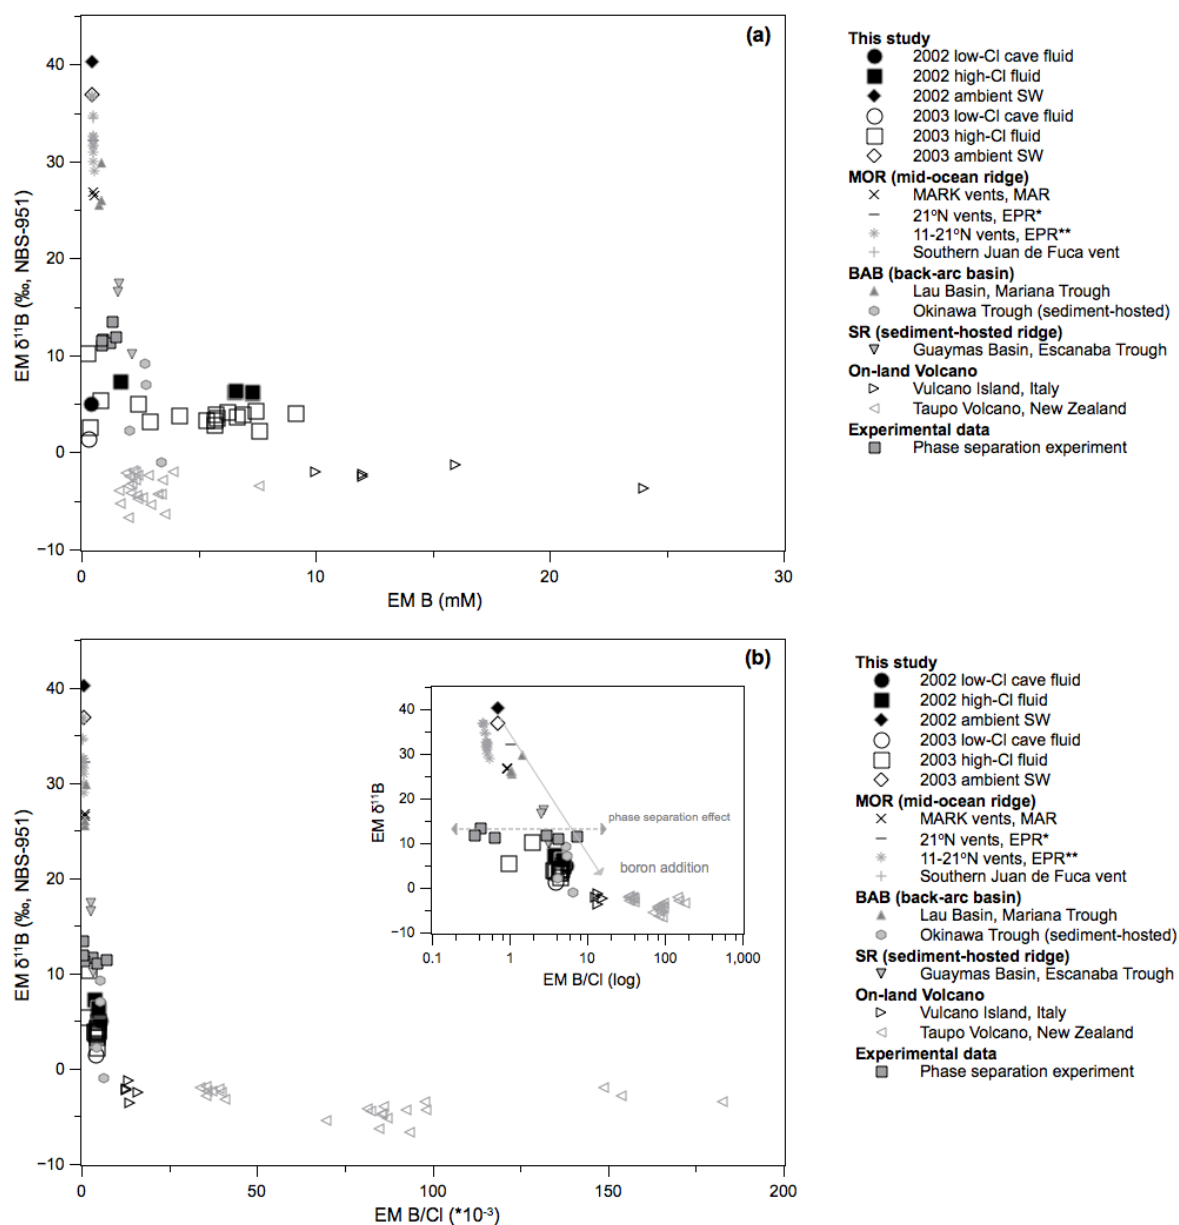 (a)
EM δ¹¹B (‰, NBS-951)
40
30
20
10
0
−10
0
10
20
30
EM B (mM)
This study
2002 low-Cl cave fluid
2002 high-Cl fluid
2002 ambient SW
2003 low-Cl cave fluid
2003 high-Cl fluid
2003 ambient SW
MOR (mid-ocean ridge)
MARK vents, MAR
21ºN vents, EPR*
11-21ºN vents, EPR**
Southern Juan de Fuca vent
BAB (back-arc basin)
Lau Basin, Mariana Trough
Okinawa Trough (sediment-hosted)
SR (sediment-hosted ridge)
Guaymas Basin, Escanaba Trough
On-land Volcano
Vulcano Island, Italy
Taupo Volcano, New Zealand
Experimental data
Phase separation experiment
(b)
EM δ¹¹B (‰, NBS-951)
40
30
20
10
0
−10
0
50
100
150
200
EM B/Cl (*10⁻³)
EM δ¹¹B
40
30
20
10
0
−10
0.1
1
10
100
1,000
EM B/Cl (log)
phase separation effect
boron addition
This study
2002 low-Cl cave fluid
2002 high-Cl fluid
2002 ambient SW
2003 low-Cl cave fluid
2003 high-Cl fluid
2003 ambient SW
MOR (mid-ocean ridge)
MARK vents, MAR
21ºN vents, EPR*
11-21ºN vents, EPR**
Southern Juan de Fuca vent
BAB (back-arc basin)
Lau Basin, Mariana Trough
Okinawa Trough (sediment-hosted)
SR (sediment-hosted ridge)
Guaymas Basin, Escanaba Trough
On-land Volcano
Vulcano Island, Italy
Taupo Volcano, New Zealand
Experimental data
Phase separation experiment